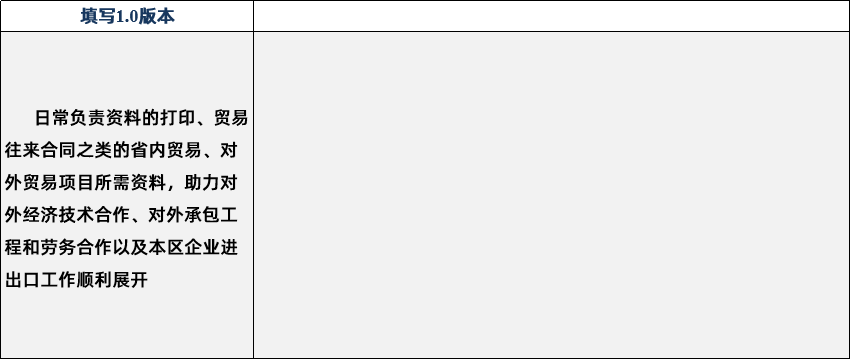 填写1.0版本
日常负责资料的打印、贸易
往来合同之类的省内贸易、对
外贸易项目所需资料，助力对
外经济技术合作、对外承包工
程和劳务合作以及本区企业进
出口工作顺利展开